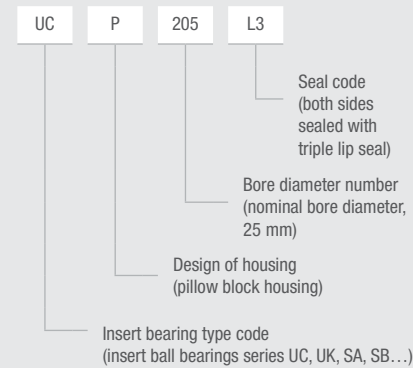 UC P 205 L3
Seal code
(both sides
sealed with
triple lip seal)
Bore diameter number
(nominal bore diameter,
25 mm)
Design of housing
(pillow block housing)
Insert bearing type code
(insert ball bearings series UC, UK, SA, SB…)